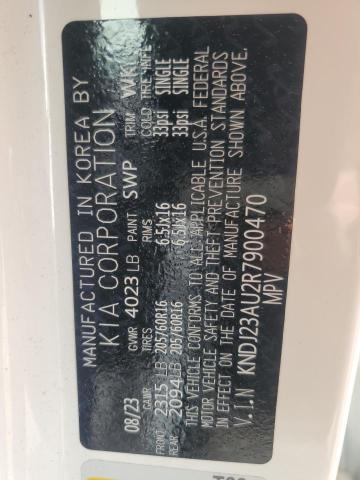 MANUFACTURED IN KOREA BY
KIA CORPORATION
08/23 GVWR 4023 LB PAINT SWP TRIM WK
GAWR TIRES RIMS COLD TIRE INFL
FRONT 2315 LB 205/60R16 6.5Jx16 33psi SINGLE
REAR 2094 LB 205/60R16 6.5Jx16 33psi SINGLE
THIS VEHICLE CONFORMS TO ALL APPLICABLE U.S.A. FEDERAL
MOTOR VEHICLE SAFETY AND THEFT PREVENTION STANDARDS
IN EFFECT ON THE DATE OF MANUFACTURE SHOWN ABOVE.
V.I.N KNDJ23AU2R7900470
MPV